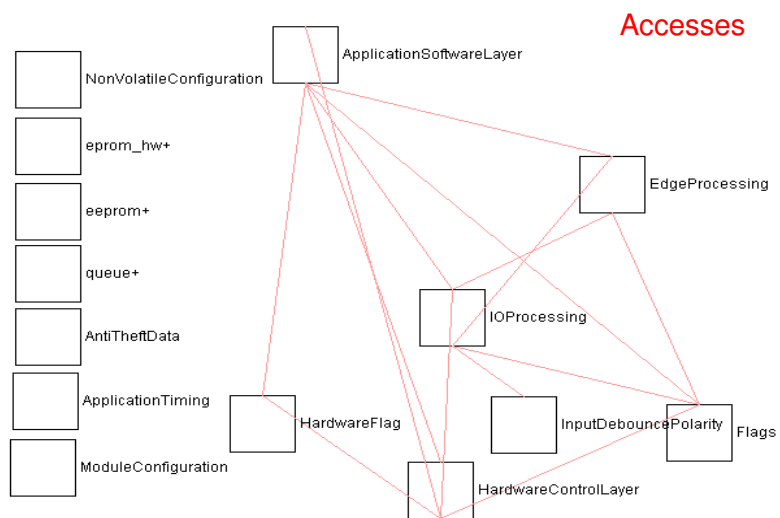 Accesses
ApplicationSoftwareLayer
NonVolatileConfiguration
eprom_hw+
EdgeProcessing
eeprom+
queue+
IOProcessing
AntiTheftData
ApplicationTiming
HardwareFlag
InputDebouncePolarity
Flags
ModuleConfiguration
HardwareControlLayer